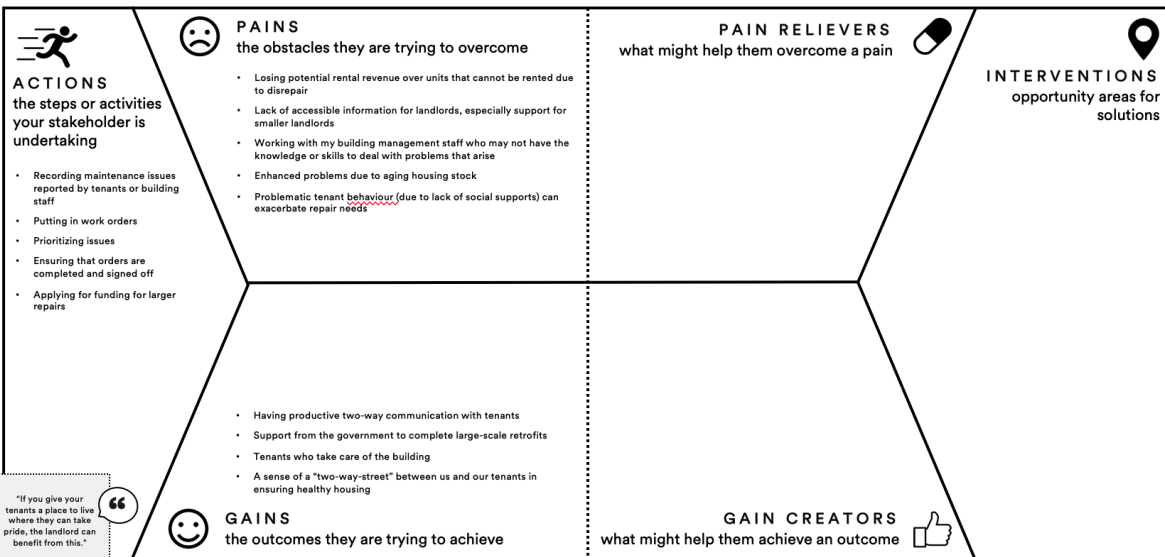 ACTIONS
the steps or activities
your stakeholder is
undertaking
• Recording maintenance issues
reported by tenants or building
staff
• Putting in work orders
• Prioritizing issues
• Ensuring that orders are
completed and signed off
• Applying for funding for larger
repairs
"If you give your
tenants a place to live
where they can take
pride, the landlord can
benefit from this."
PAINS
the obstacles they are trying to overcome
• Losing potential rental revenue over units that cannot be rented due
to disrepair
• Lack of accessible information for landlords, especially support for
smaller landlords
• Working with my building management staff who may not have the
knowledge or skills to deal with problems that arise
• Enhanced problems due to aging housing stock
• Problematic tenant behaviour (due to lack of social supports) can
exacerbate repair needs
• Having productive two-way communication with tenants
• Support from the government to complete large-scale retrofits
• Tenants who take care of the building
• A sense of a "two-way-street" between us and our tenants in
ensuring healthy housing
GAINS
the outcomes they are trying to achieve
PAIN RELIEVERS
what might help them overcome a pain
GAIN CREATORS
what might help them achieve an outcome
INTERVENTIONS
opportunity areas for
solutions